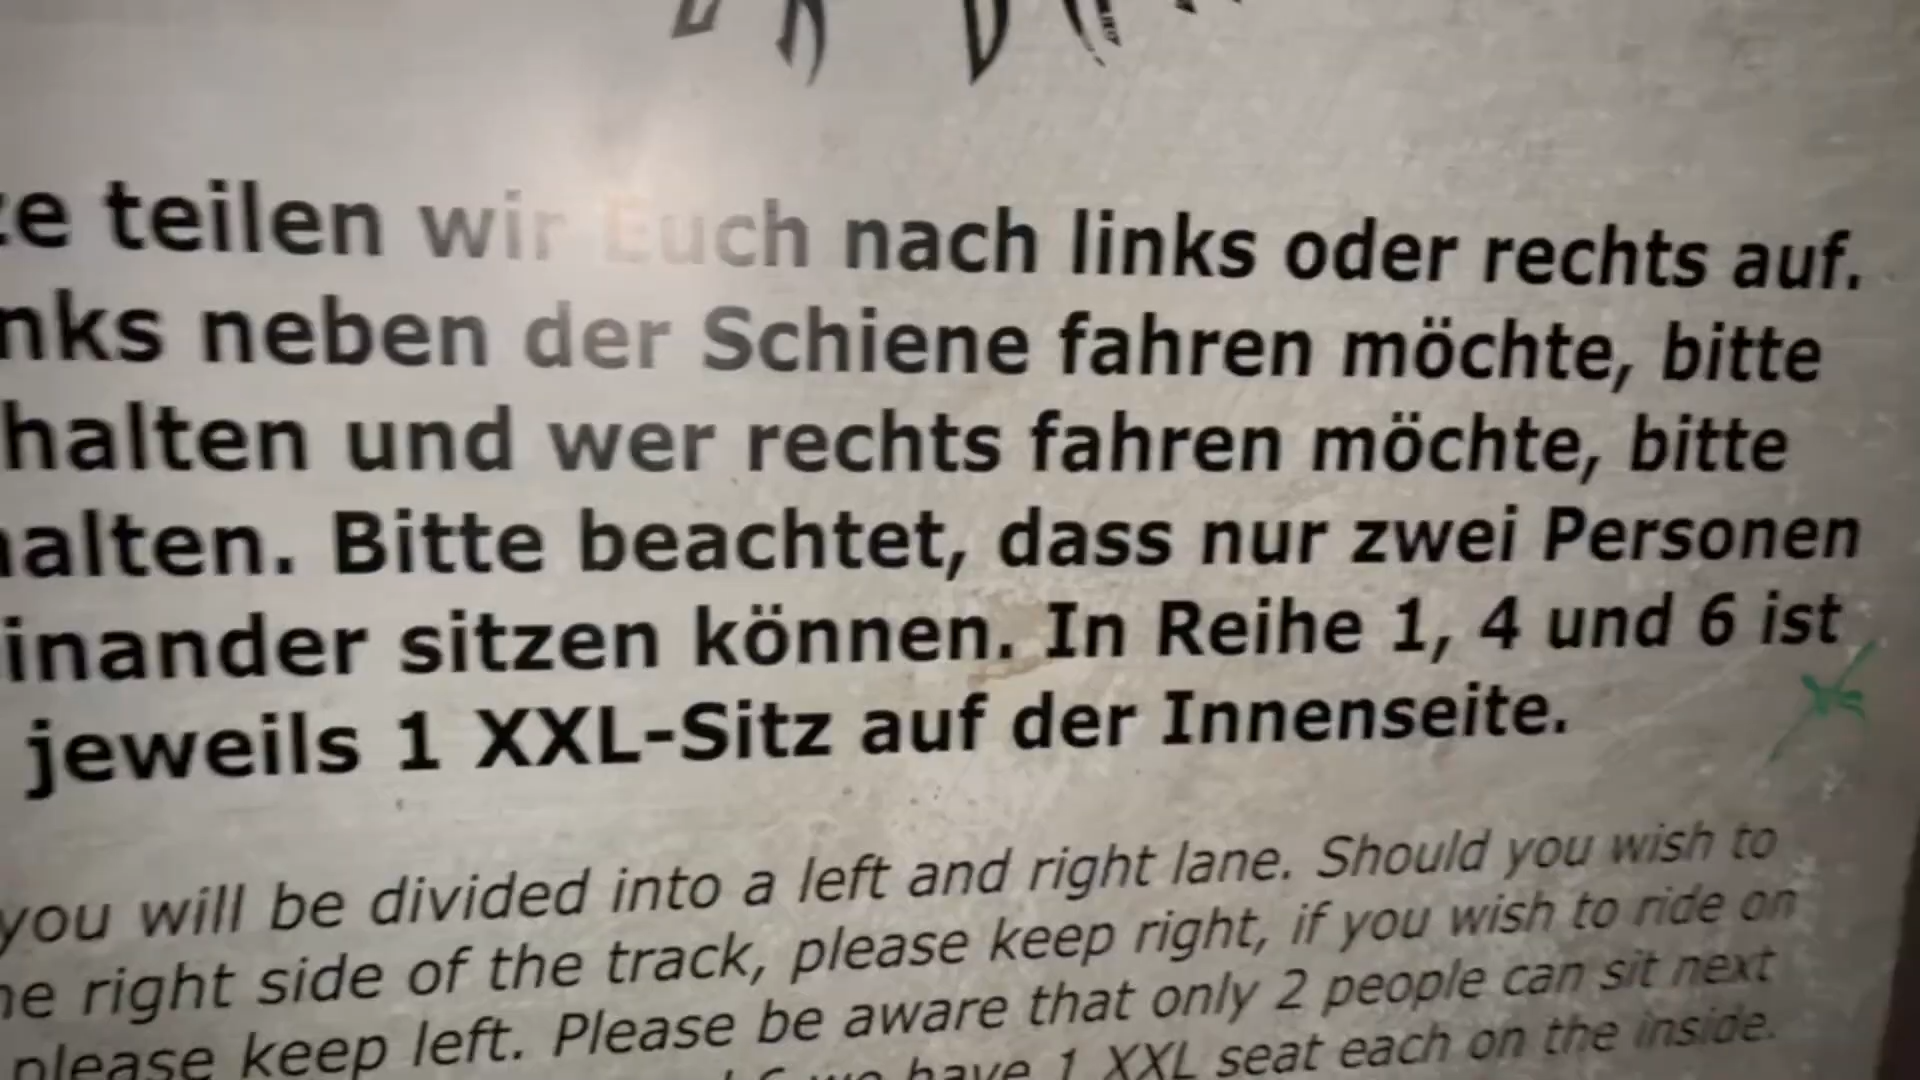 teilen wir Euch nach links oder rechts auf.
neben der Schiene fahren möchte, bitte
halten und wer rechts fahren möchte, bitte
Bitte beachtet, dass nur zwei Personen
sitzen können. In Reihe 1, 4 und 6 ist
jeweils 1 XXL-Sitz auf der Innenseite.
you will be divided into a left and right lane. Should you wish to
right side of the track, please keep right, if you wish to ride on
please keep left. Please be aware that only 2 people can sit next
have 1 XXL seat each on the inside.